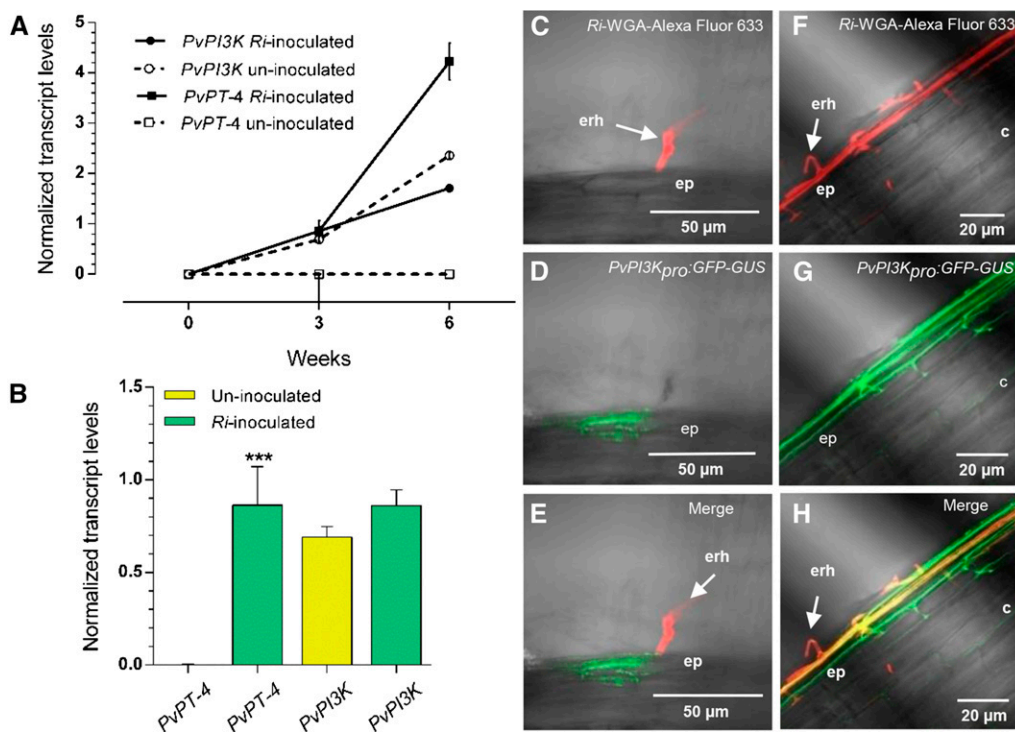 A
Normalized transcript levels
5
4
3
2
1
0
PvPI3K Ri-inoculated
PvPI3K un-inoculated
PvPT-4 Ri-inoculated
PvPT-4 un-inoculated
0
3
6
Weeks
B
Normalized transcript levels
1.5
1.0
0.5
0.0
Un-inoculated
Ri-inoculated
***
PvPT-4
PvPT-4
PvPI3K
PvPI3K
C
Ri-WGA-Alexa Fluor 633
erh
ep
50 µm
D
PvPI3Kpro:GFP-GUS
ep
50 µm
E
Merge
erh
ep
50 µm
F
Ri-WGA-Alexa Fluor 633
erh
c
ep
20 µm
G
PvPI3Kpro:GFP-GUS
c
ep
20 µm
H
Merge
erh
c
ep
20 µm